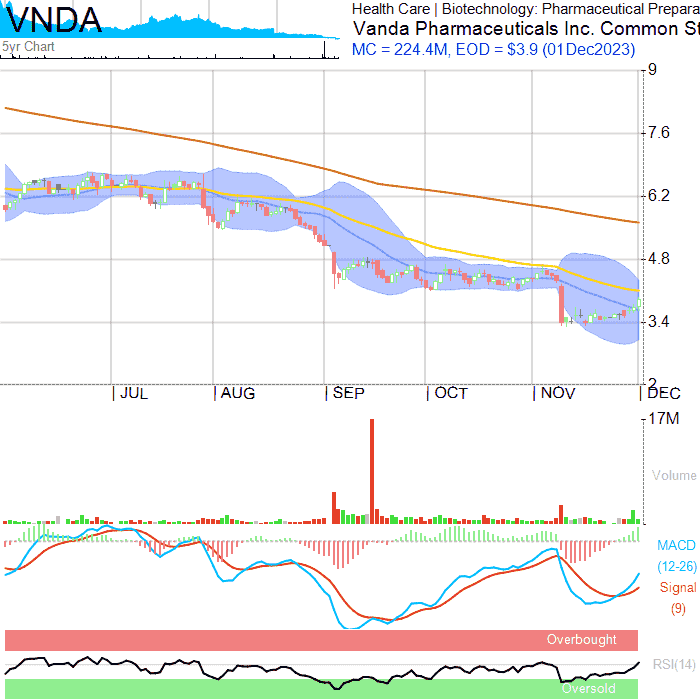 VNDA
5yr Chart
Health Care | Biotechnology: Pharmaceutical Prepara
Vanda Pharmaceuticals Inc. Common St
MC = 224.4M, EOD = $3.9 (01Dec2023)
9
7.6
6.2
4.8
3.4
2
JUL AUG SEP OCT NOV DEC
17M
Volume
MACD
(12-26)
Signal
(9)
Overbought
RSI(14)
Oversold